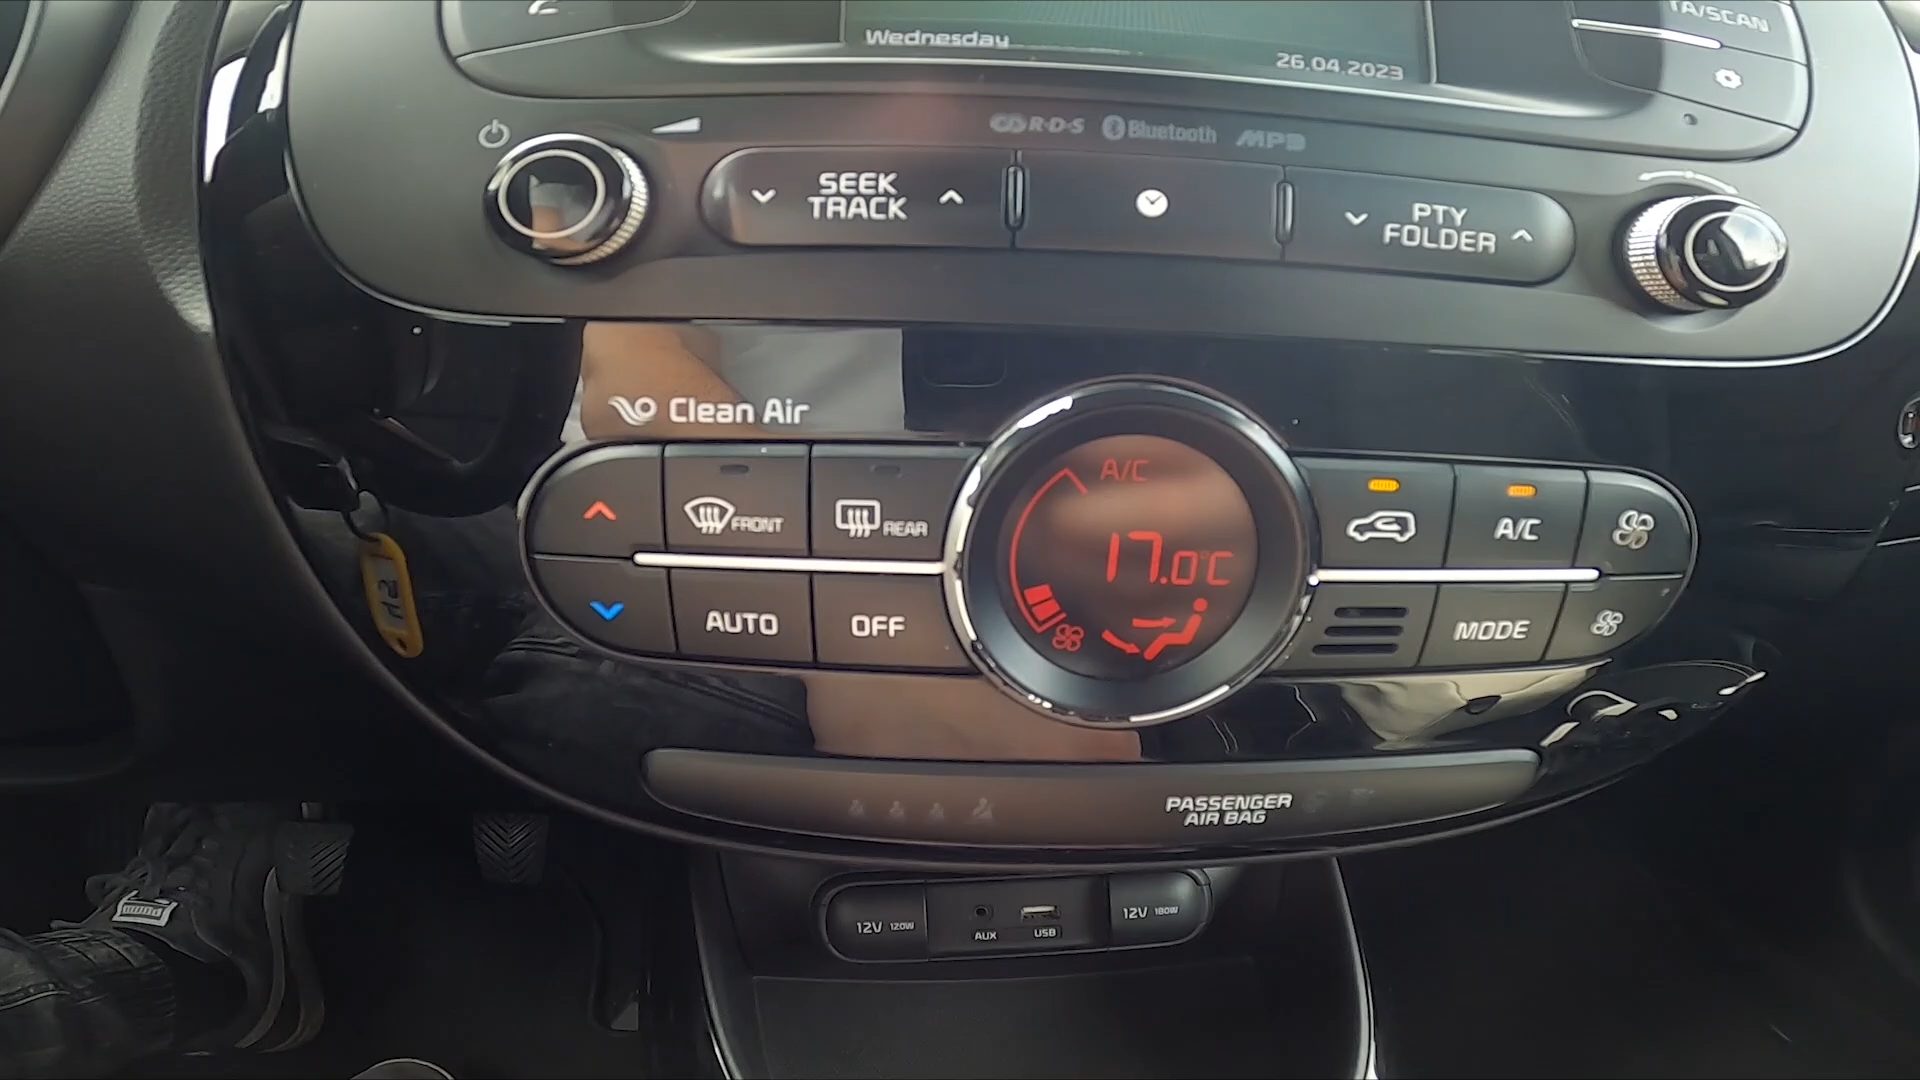 TA/SCAN
Wednesday
26.04.2023
R·D·S Bluetooth MP3
SEEK
TRACK
PTY
FOLDER
Clean Air
FRONT
REAR
AUTO
OFF
A/C
17.0°C
A/C
MODE
PASSENGER
AIR BAG
12V 120W
AUX
USB
12V 180W